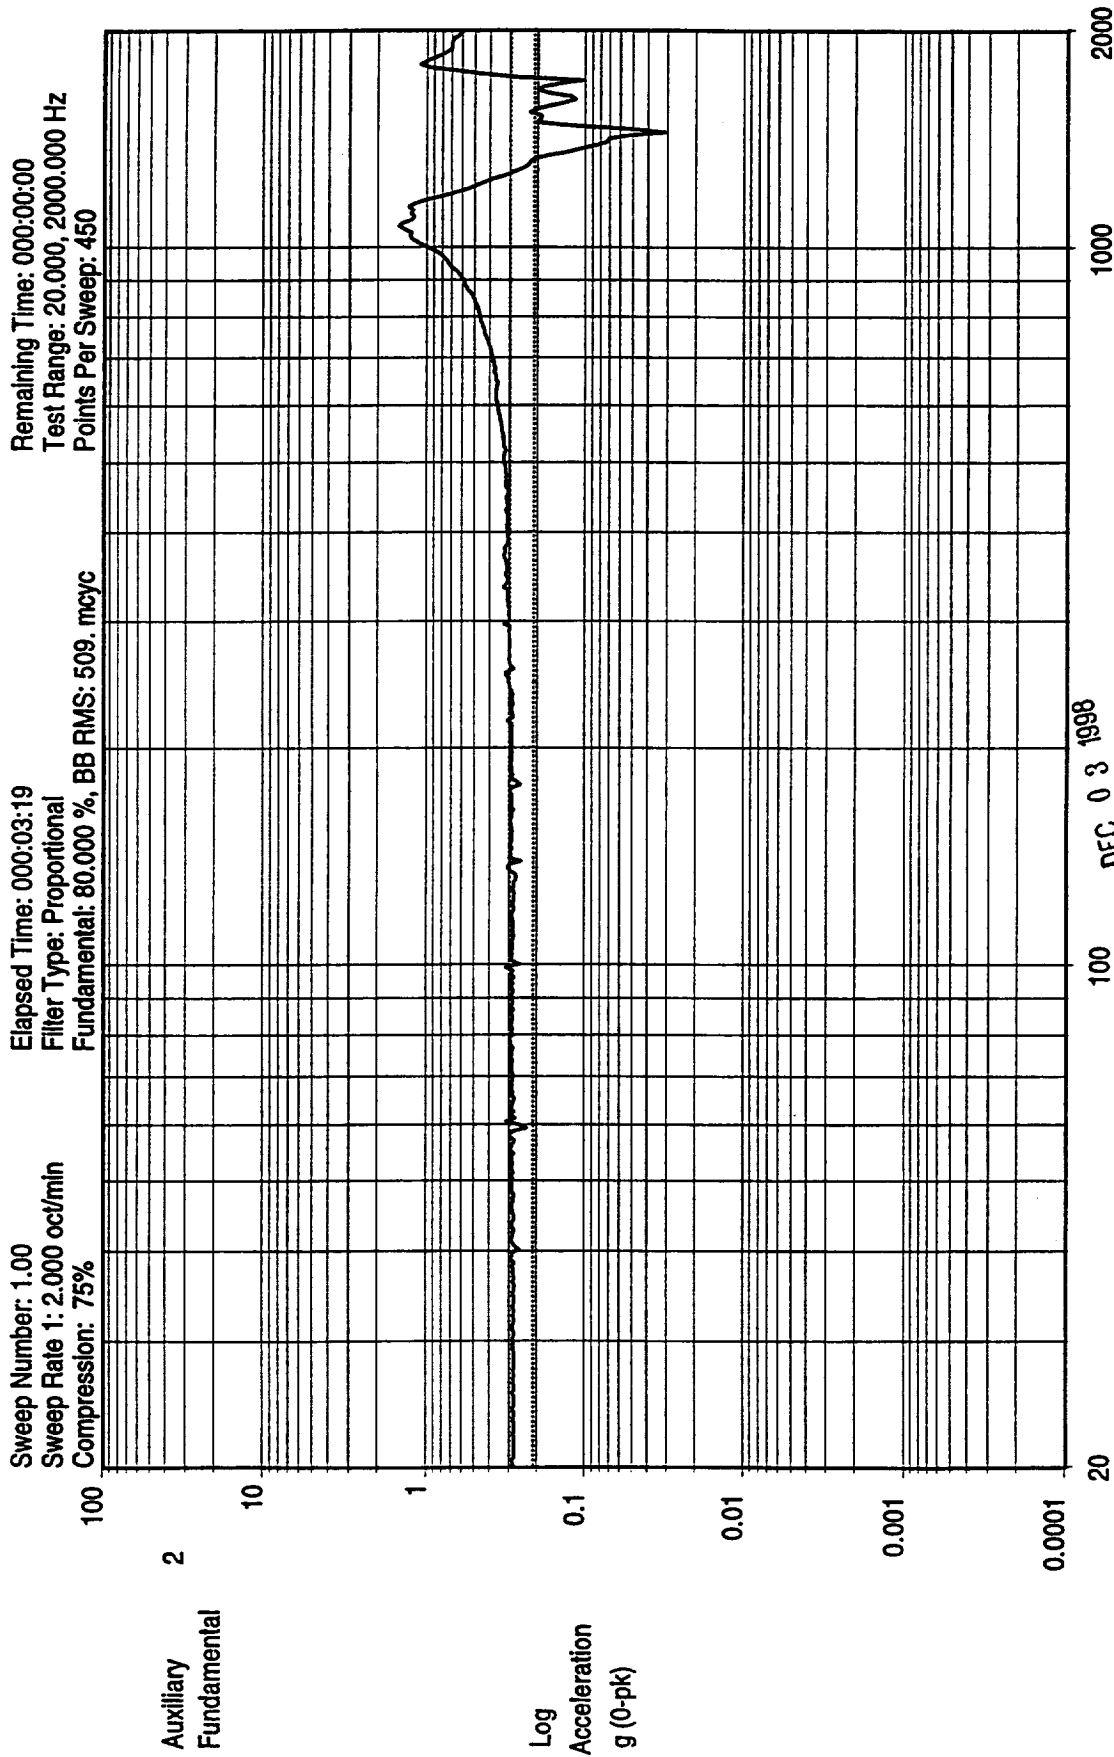 Sweep Number: 1.00
Sweep Rate 1: 2.000 oct/min
Compression: 75%
Elapsed Time: 000:03:19
Filter Type: Proportional
Fundamental: 80.000 %, BB RMS: 509. mcyc
Remaining Time: 000:00:00
Test Range: 20.000, 2000.000 Hz
Points Per Sweep: 450
Auxiliary 2
Fundamental
Log
Acceleration
g (0-pk)
100
10
1
0.1
0.01
0.001
0.0001
20
100
1000
2000
DEC 0 3 1998